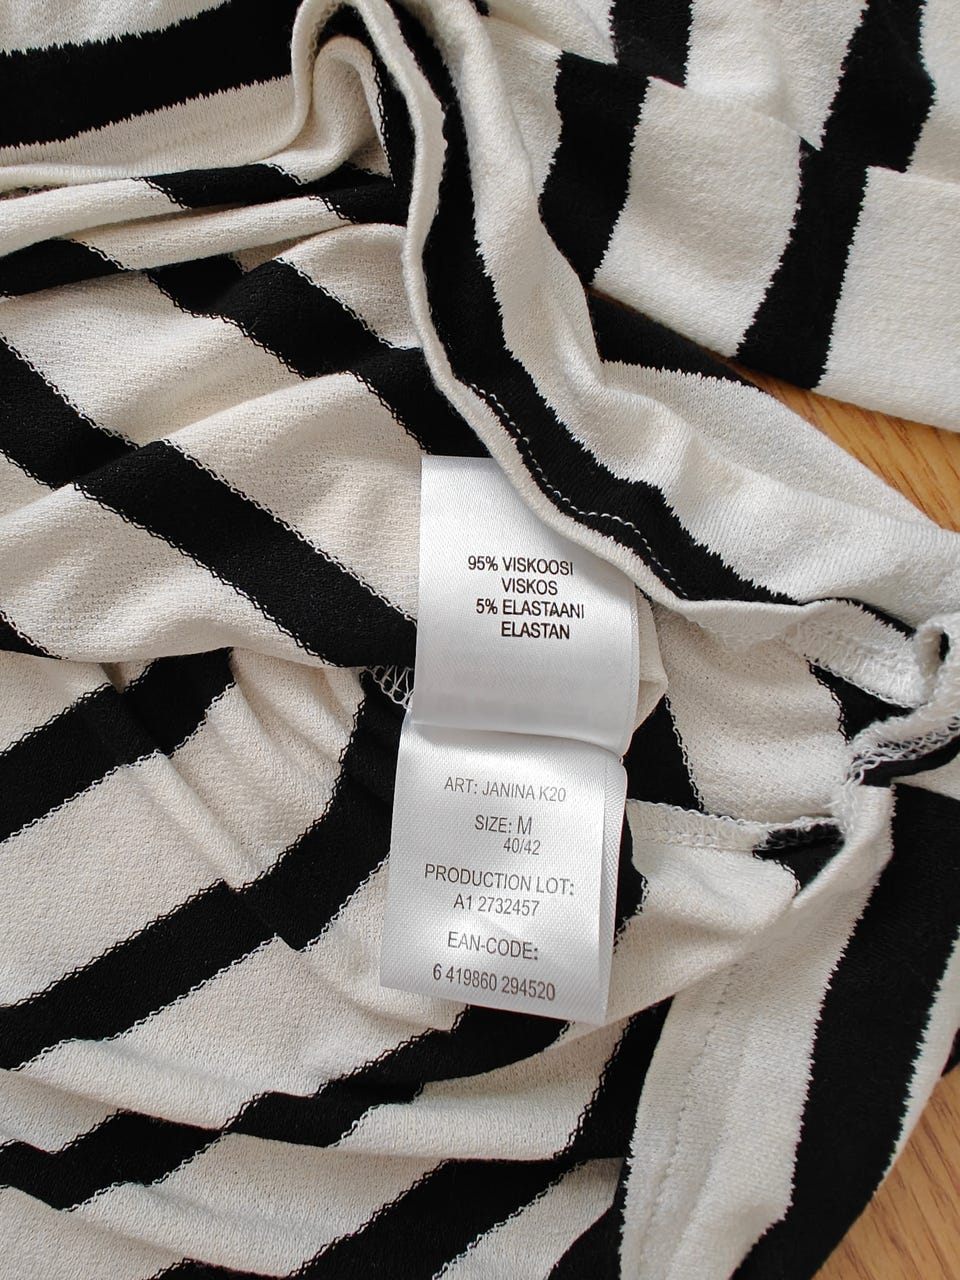 95% VISKOOSI
VISKOS
5% ELASTAANI
ELASTAN
ART: JANINA K20
SIZE: M
40/42
PRODUCTION LOT:
A1 2732457
EAN-CODE:
6 419860 294520